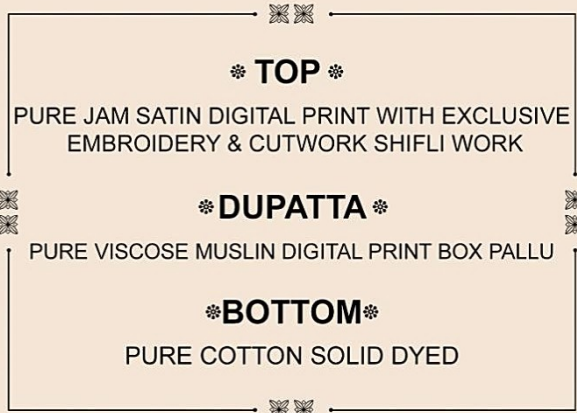 TOP
PURE JAM SATIN DIGITAL PRINT WITH EXCLUSIVE
EMBROIDERY & CUTWORK SHIFLI WORK
DUPATTA
PURE VISCOSE MUSLIN DIGITAL PRINT BOX PALLU
BOTTOM
PURE COTTON SOLID DYED